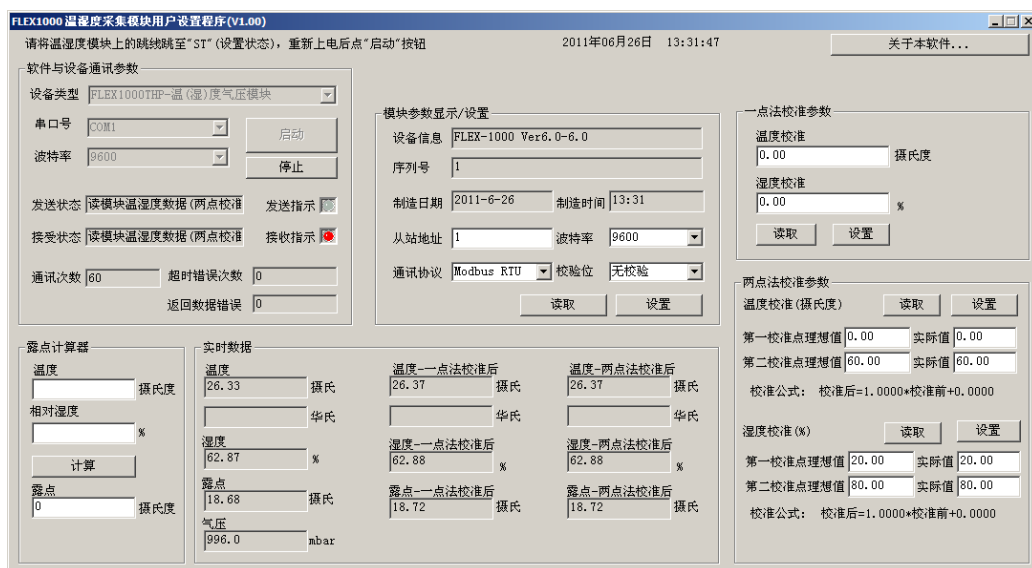 FLEX1000 温湿度采集模块用户设置程序(V1.00)
请将温湿度模块上的跳线跳至"ST"(设置状态), 重新上电后点"启动"按钮
2011年06月26日 13:31:47
关于本软件...
软件与设备通讯参数
设备类型 FLEX1000THP-温(湿)度气压模块
串口号 COM1
启动
波特率 9600
停止
发送状态 读模块温湿度数据(两点校准 发送指示
接受状态 读模块温湿度数据(两点校准 接收指示
通讯次数 60 超时错误次数 0
返回数据错误 0
模块参数显示/设置
设备信息 FLEX-1000 Ver6.0-6.0
序列号 1
制造日期 2011-6-26 制造时间 13:31
从站地址 1 波特率 9600
通讯协议 Modbus RTU 校验位 无校验
读取 设置
一点法校准参数
温度校准
0.00 摄氏度
湿度校准
0.00 %
读取 设置
两点法校准参数
温度校准(摄氏度) 读取 设置
第一校准点理想值 0.00 实际值 0.00
第二校准点理想值 60.00 实际值 60.00
校准公式: 校准后=1.0000*校准前+0.0000
湿度校准(%) 读取 设置
第一校准点理想值 20.00 实际值 20.00
第二校准点理想值 80.00 实际值 80.00
校准公式: 校准后=1.0000*校准前+0.0000
露点计算器
温度
摄氏度
相对湿度
%
计算
露点
0 摄氏度
实时数据
温度 温度-一点法校准后 温度-两点法校准后
26.33 摄氏 26.37 摄氏 26.37 摄氏
华氏 华氏 华氏
湿度 湿度-一点法校准后 湿度-两点法校准后
62.87 % 62.88 % 62.88 %
露点 露点-一点法校准后 露点-两点法校准后
18.68 摄氏 18.72 摄氏 18.72 摄氏
气压
996.0 mbar